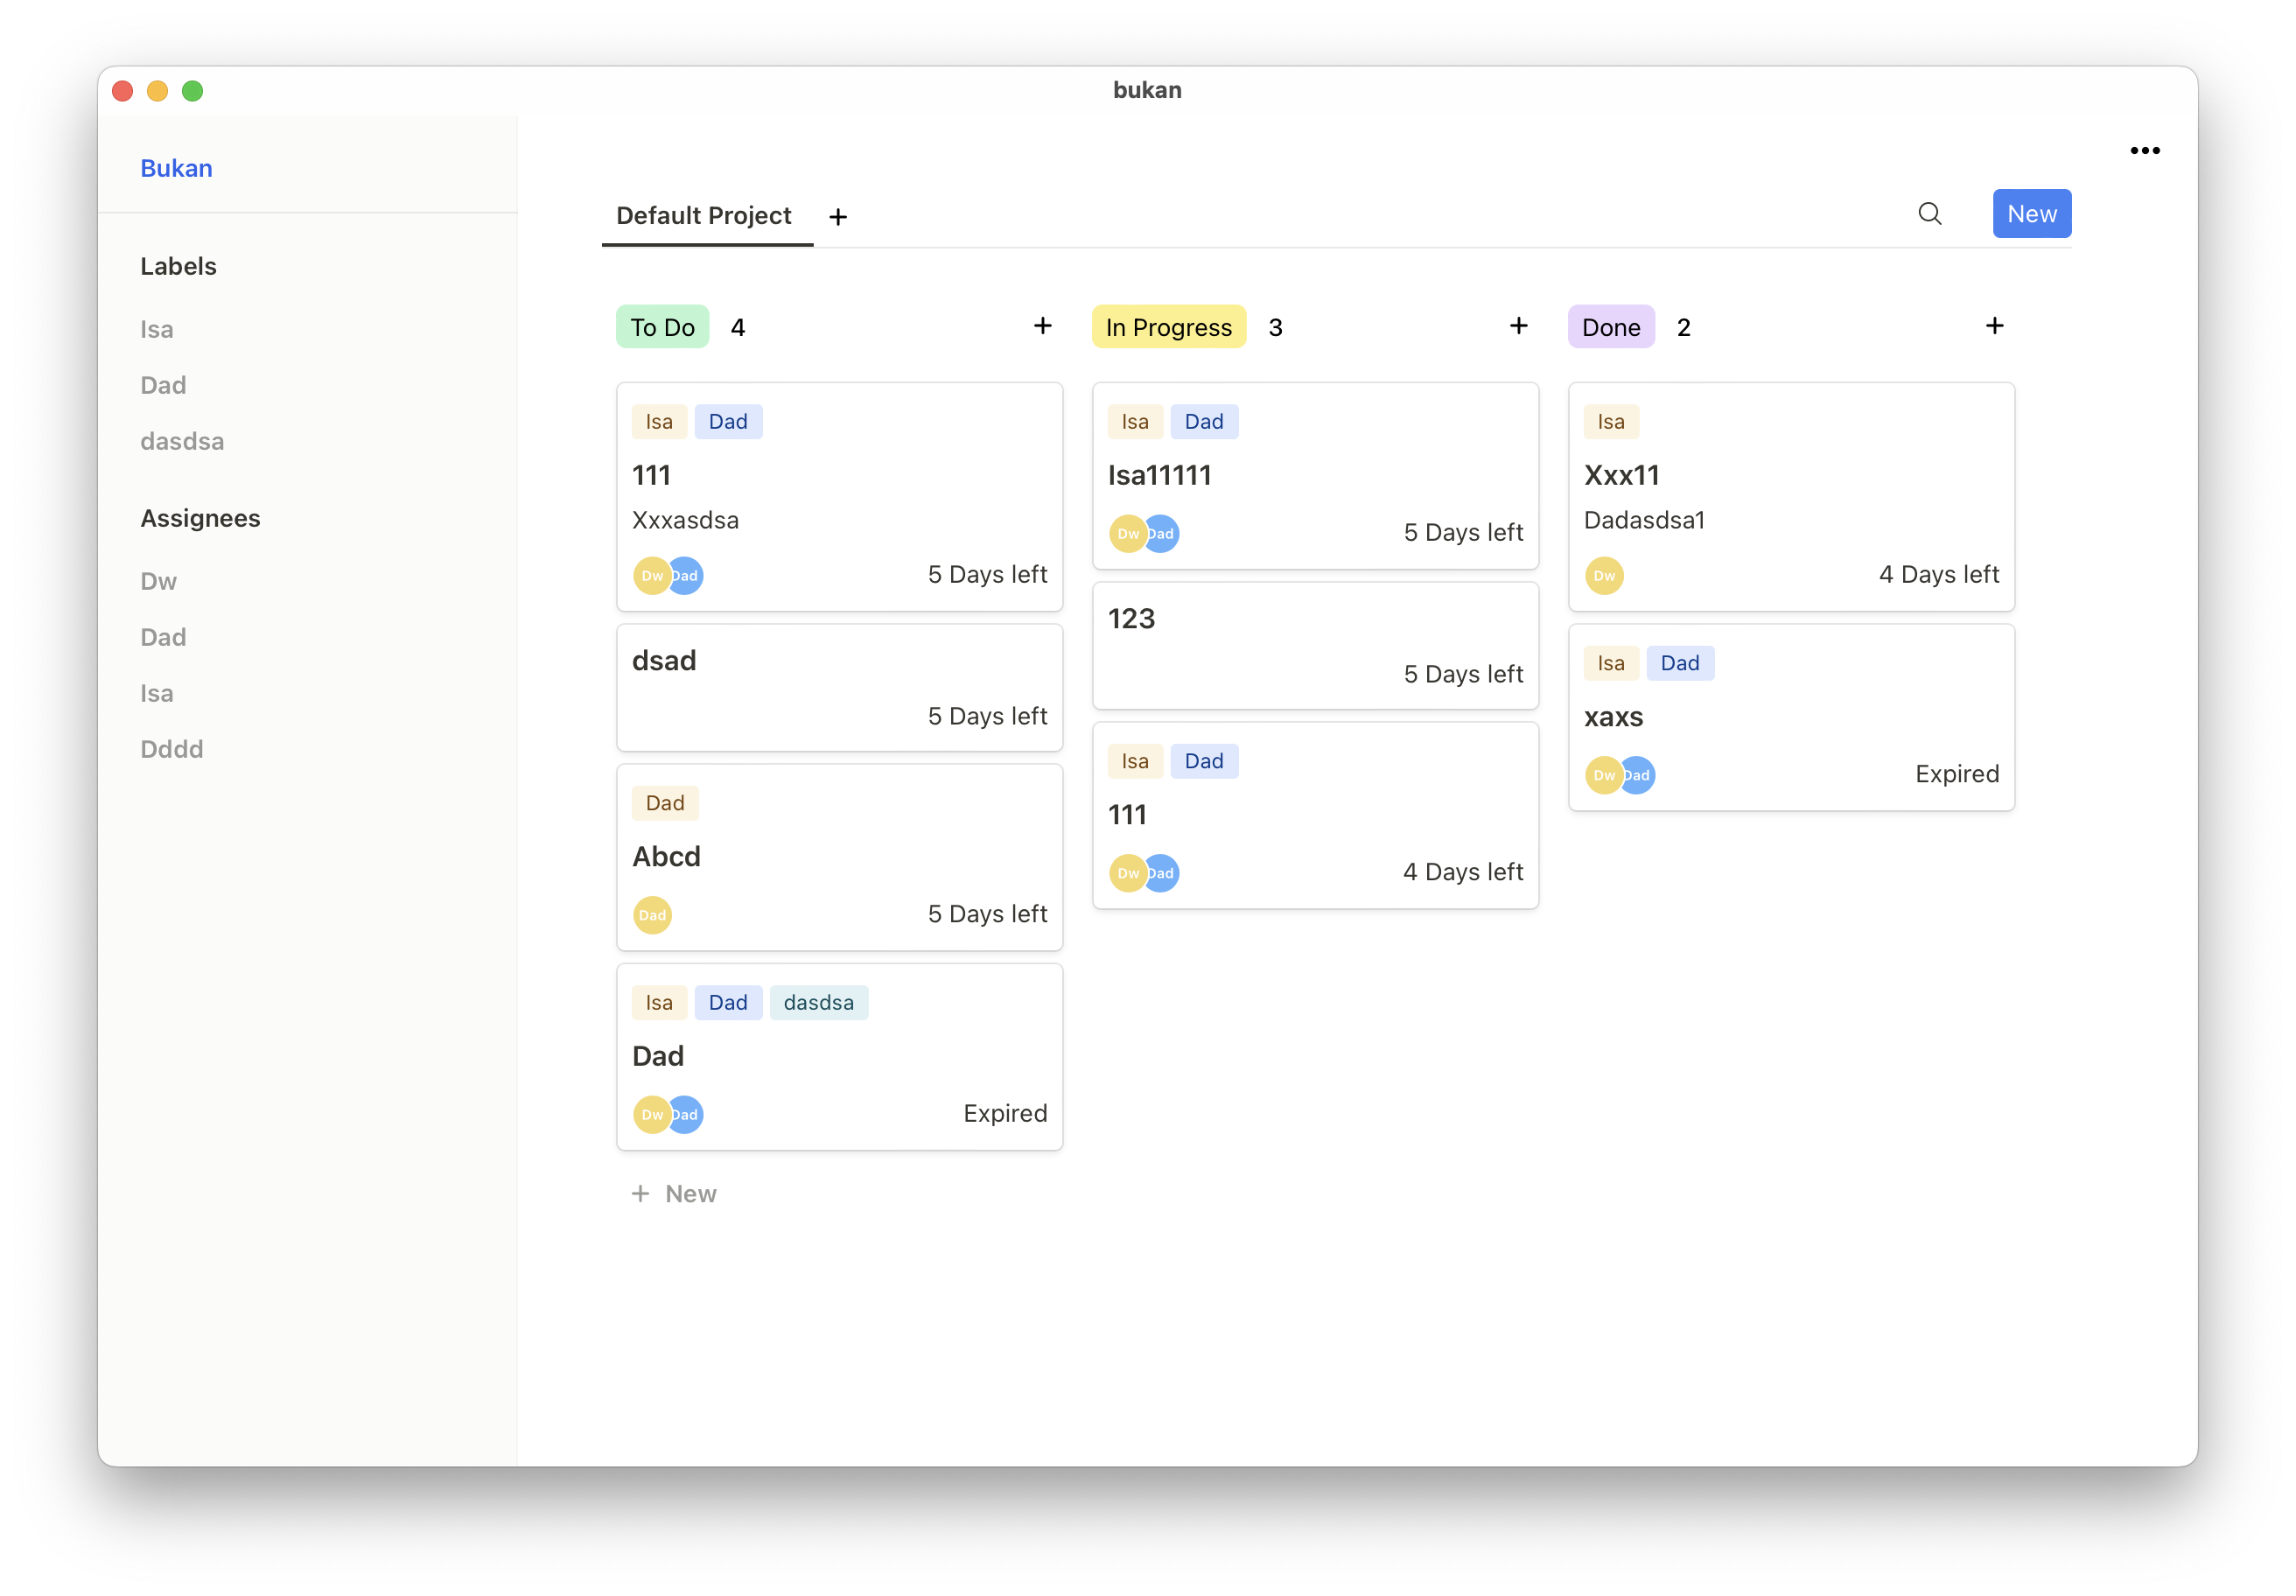 bukan
Bukan
Labels
Isa
Dad
dasdsa
Assignees
Dw
Dad
Isa
Dddd
Default Project
New
To Do 4
Isa Dad
111
Xxxasdsa
Dw Dad 5 Days left
dsad
5 Days left
Dad
Abcd
Dad 5 Days left
Isa Dad dasdsa
Dad
Dw Dad Expired
+ New
In Progress 3
Isa Dad
Isa11111
Dw Dad 5 Days left
123
5 Days left
Isa Dad
111
Dw Dad 4 Days left
Done 2
Isa
Xxx11
Dadasdsa1
Dw 4 Days left
Isa Dad
xaxs
Dw Dad Expired